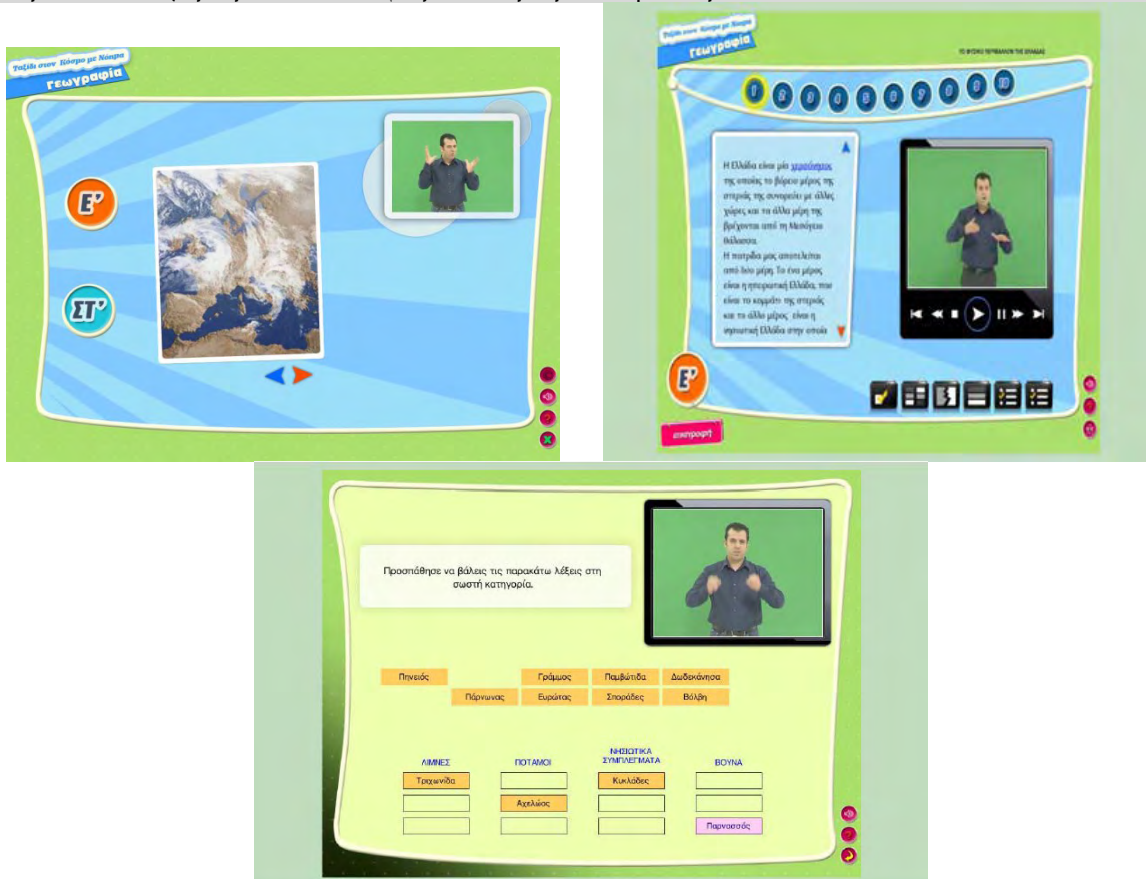 Ταξίδι στον Κόσμο με Νόημα
Γεωγραφία
Ε'
ΣΤ'
Ταξίδι στον Κόσμο με Νόημα
Γεωγραφία
ΤΟ ΦΥΣΙΚΟ ΠΕΡΙΒΑΛΛΟΝ ΤΗΣ ΕΛΛΑΔΑΣ
1 2 3 4 5 6 7 8 9 10
Η Ελλάδα είναι μία χερσόνησος
της οποίας το βόρειο μέρος της
στεριάς της συνορεύει με άλλες
χώρες και τα άλλα μέρη της
βρέχονται από τη Μεσόγειο
θάλασσα.
Η πατρίδα μας αποτελείται
από δύο μέρη. Το ένα μέρος
είναι η ηπειρωτική Ελλάδα, που
είναι το κομμάτι της στεριάς
και το άλλο μέρος είναι η
νησιωτική Ελλάδα στην οποία
Ε'
επιστροφή
Προσπάθησε να βάλεις τις παρακάτω λέξεις στη
σωστή κατηγορία.
Πηνειός Γράμμος Παμβώτιδα Δωδεκάνησα
Πάρνωνας Ευρώτας Σποράδες Βόλβη
ΛΙΜΝΕΣ ΠΟΤΑΜΟΙ ΝΗΣΙΩΤΙΚΑ ΣΥΜΠΛΕΓΜΑΤΑ ΒΟΥΝΑ
Τριχωνίδα Κυκλάδες
Αχελώος
Παρνασσός